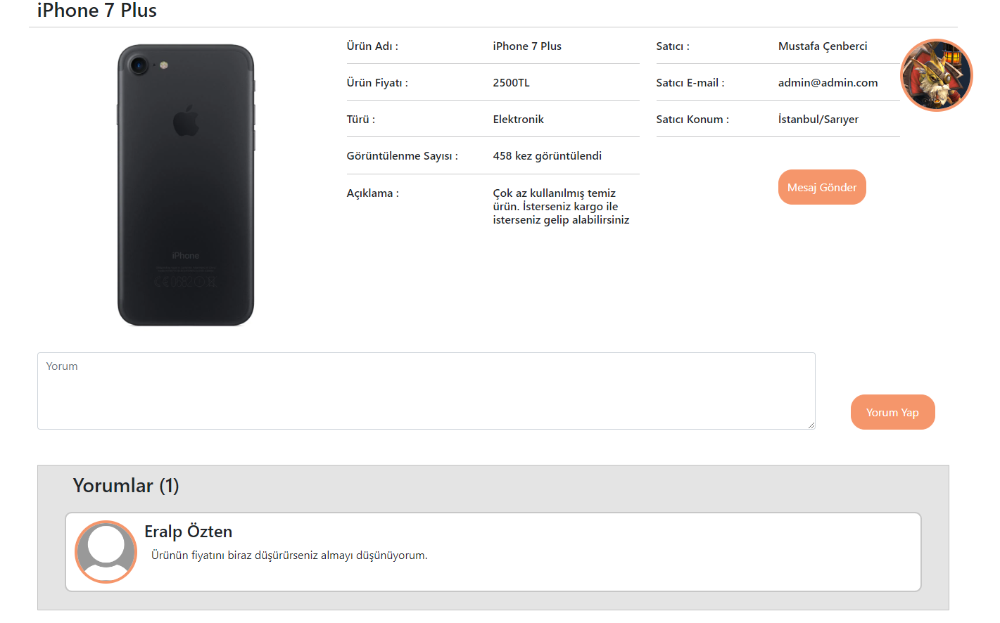 iPhone 7 Plus
Ürün Adı : iPhone 7 Plus
Ürün Fiyatı : 2500TL
Türü : Elektronik
Görüntülenme Sayısı : 458 kez görüntülendi
Açıklama : Çok az kullanılmış temiz
ürün. İsterseniz kargo ile
isterseniz gelip alabilirsiniz
Satıcı : Mustafa Çenberci
Satıcı E-mail : admin@admin.com
Satıcı Konum : İstanbul/Sarıyer
Mesaj Gönder
iPhone
Yorum
Yorum Yap
Yorumlar (1)
Eralp Özten
Ürünün fiyatını biraz düşürürseniz almayı düşünüyorum.